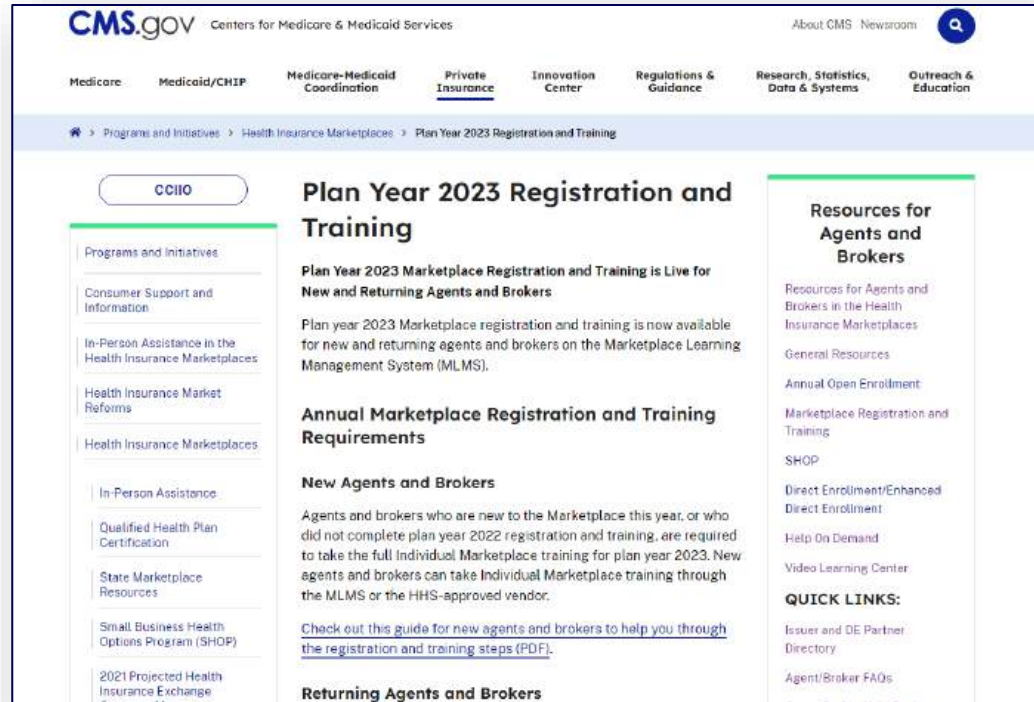 CMS.gov Centers for Medicare & Medicaid Services
About CMS Newsroom
Medicare
Medicaid/CHIP
Medicare-Medicaid
Coordination
Private
Insurance
Innovation
Center
Regulations &
Guidance
Research, Statistics,
Data & Systems
Outreach &
Education
> Programs and Initiatives > Health Insurance Marketplaces > Plan Year 2023 Registration and Training
CCIIO
Programs and Initiatives
Consumer Support and
Information
In-Person Assistance in the
Health Insurance Marketplaces
Health Insurance Market
Reforms
Health Insurance Marketplaces
In-Person Assistance
Qualified Health Plan
Certification
State Marketplace
Resources
Small Business Health
Options Program (SHOP)
2021 Projected Health
Insurance Exchange
Plan Year 2023 Registration and
Training
Plan Year 2023 Marketplace Registration and Training is Live for
New and Returning Agents and Brokers
Plan year 2023 Marketplace registration and training is now available
for new and returning agents and brokers on the Marketplace Learning
Management System (MLMS).
Annual Marketplace Registration and Training
Requirements
New Agents and Brokers
Agents and brokers who are new to the Marketplace this year, or who
did not complete plan year 2022 registration and training, are required
to take the full Individual Marketplace training for plan year 2023. New
agents and brokers can take Individual Marketplace training through
the MLMS or the HHS-approved vendor.
Check out this guide for new agents and brokers to help you through
the registration and training steps (PDF).
Returning Agents and Brokers
Resources for
Agents and
Brokers
Resources for Agents and
Brokers in the Health
Insurance Marketplaces
General Resources
Annual Open Enrollment
Marketplace Registration and
Training
SHOP
Direct Enrollment/Enhanced
Direct Enrollment
Help On Demand
Video Learning Center
QUICK LINKS:
Issuer and DE Partner
Directory
Agent/Broker FAQs